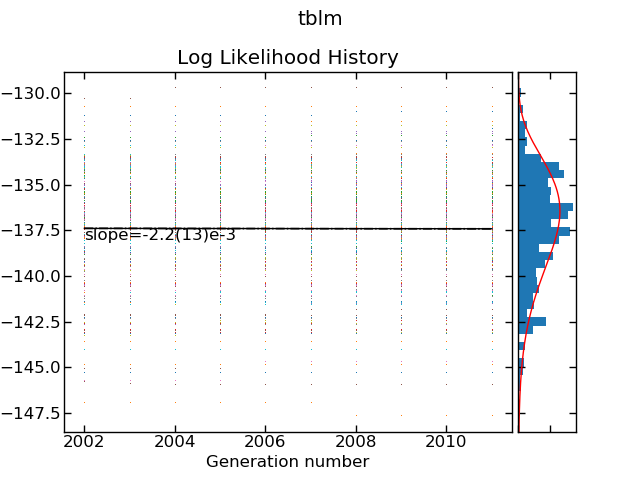 tblm
Log Likelihood History
−130.0
−132.5
−135.0
−137.5
−140.0
−142.5
−145.0
−147.5
slope=-2.2(13)e-3
2002 2004 2006 2008 2010
Generation number